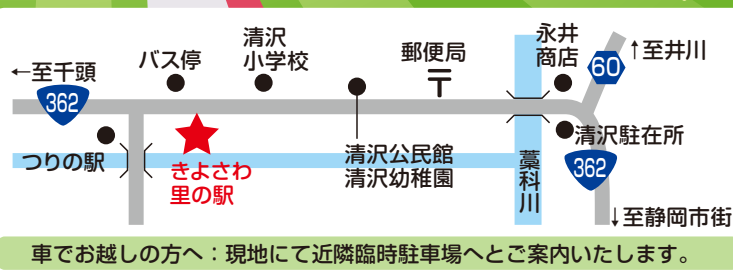 ←至千頭
362
バス停
清沢
小学校
郵便局
永井
商店
60
↑至井川
つりの駅
きよさわ
里の駅
清沢公民館
清沢幼稚園
藁科川
清沢駐在所
362
↓至静岡市街
車でお越しの方へ：現地にて近隣臨時駐車場へとご案内いたします。